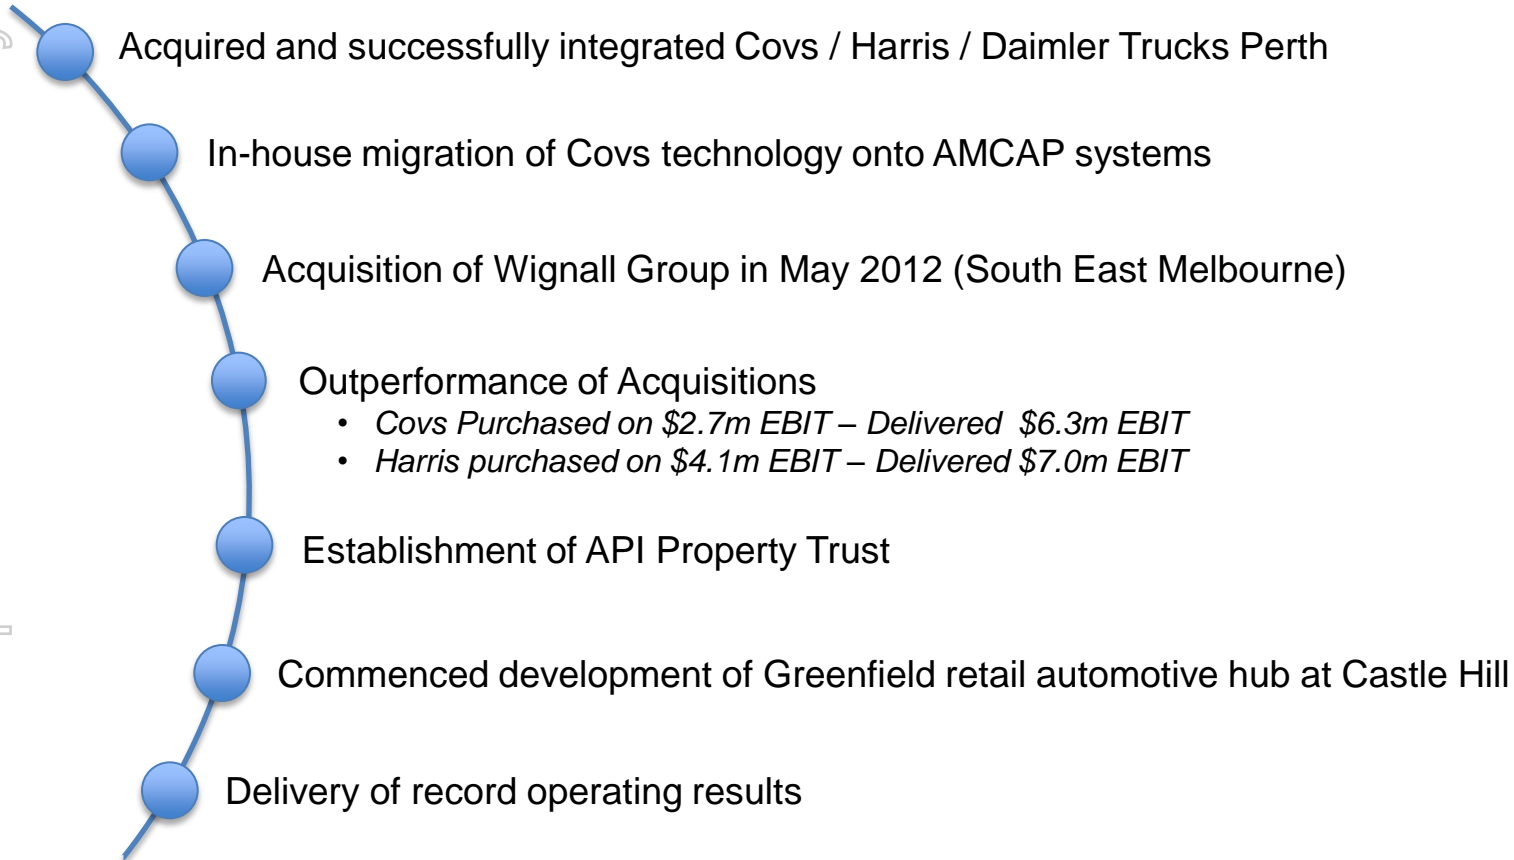 Acquired and successfully integrated Covs / Harris / Daimler Trucks Perth
In-house migration of Covs technology onto AMCAP systems
Acquisition of Wignall Group in May 2012 (South East Melbourne)
Outperformance of Acquisitions
• Covs Purchased on $2.7m EBIT – Delivered $6.3m EBIT
• Harris purchased on $4.1m EBIT – Delivered $7.0m EBIT
Establishment of API Property Trust
Commenced development of Greenfield retail automotive hub at Castle Hill
Delivery of record operating results